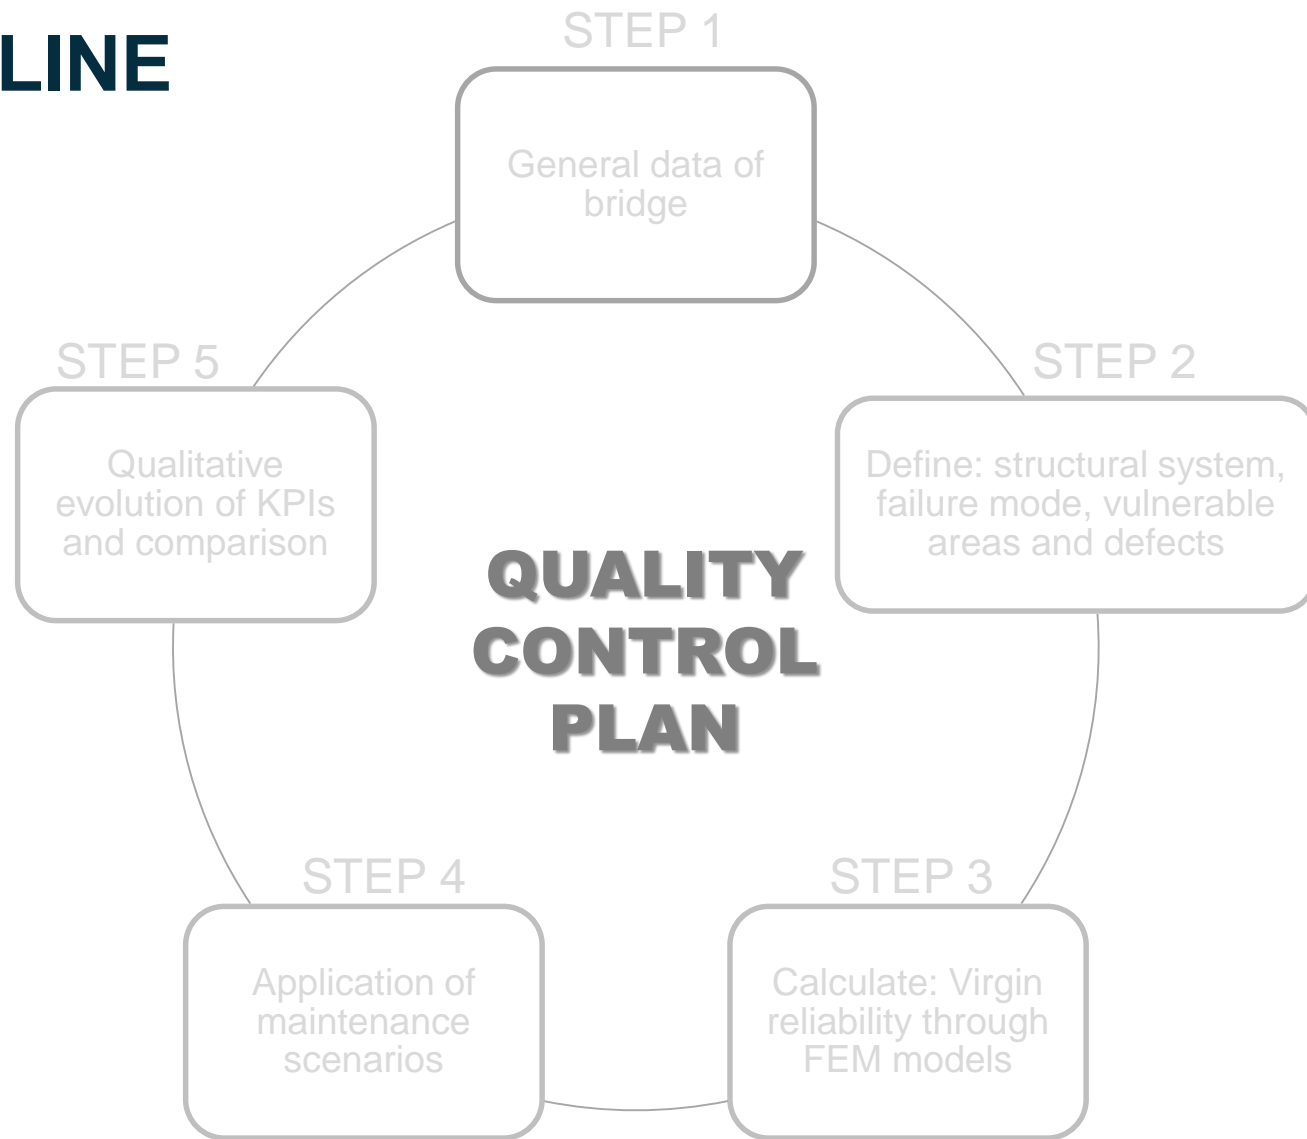 LINE
STEP 1
General data of
bridge
STEP 2
Define: structural system,
failure mode, vulnerable
areas and defects
STEP 3
Calculate: Virgin
reliability through
FEM models
STEP 4
Application of
maintenance
scenarios
STEP 5
Qualitative
evolution of KPIs
and comparison
QUALITY
CONTROL
PLAN